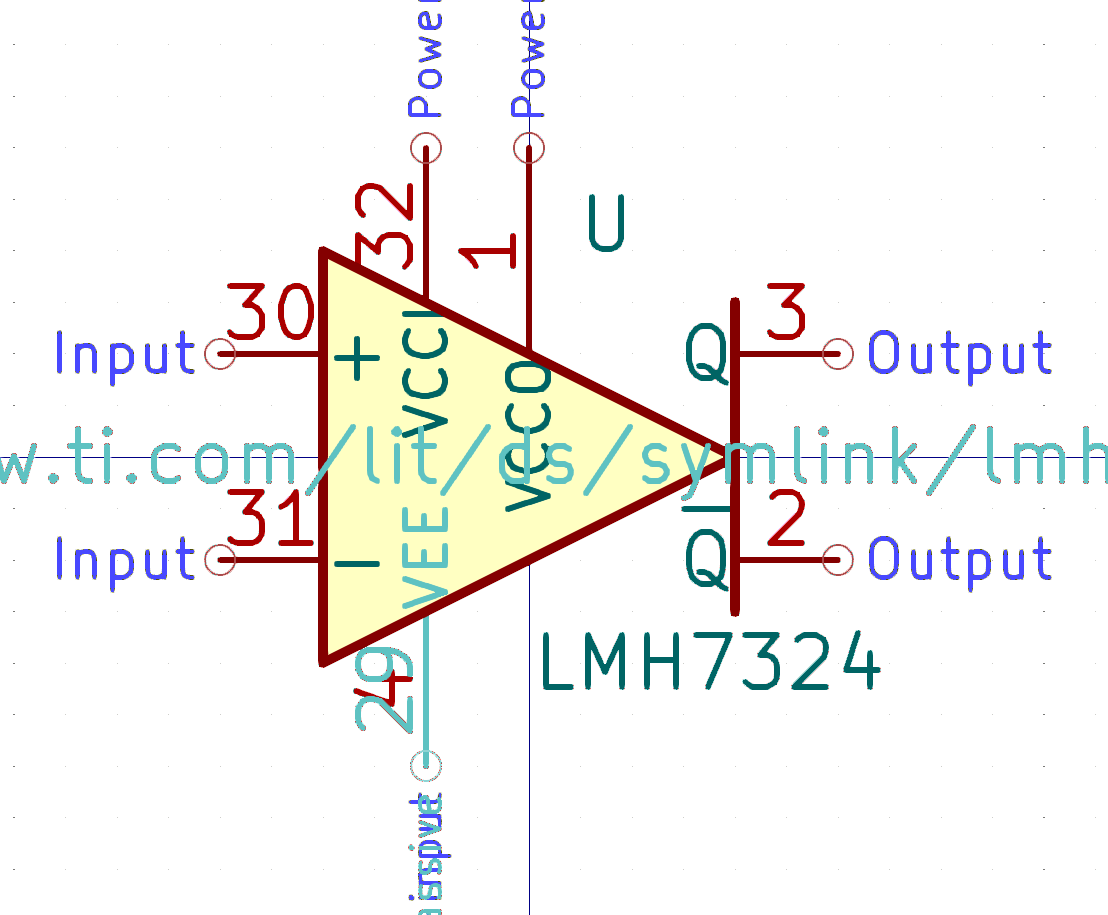 Power
Power
32
1
U
30
3
Input
+
VCCI
VCCO
Q
Output
w.ti.com/lit/ds/symlink/lmh
31
VEE
2
Input
−
Q
Output
LMH7324
29
4